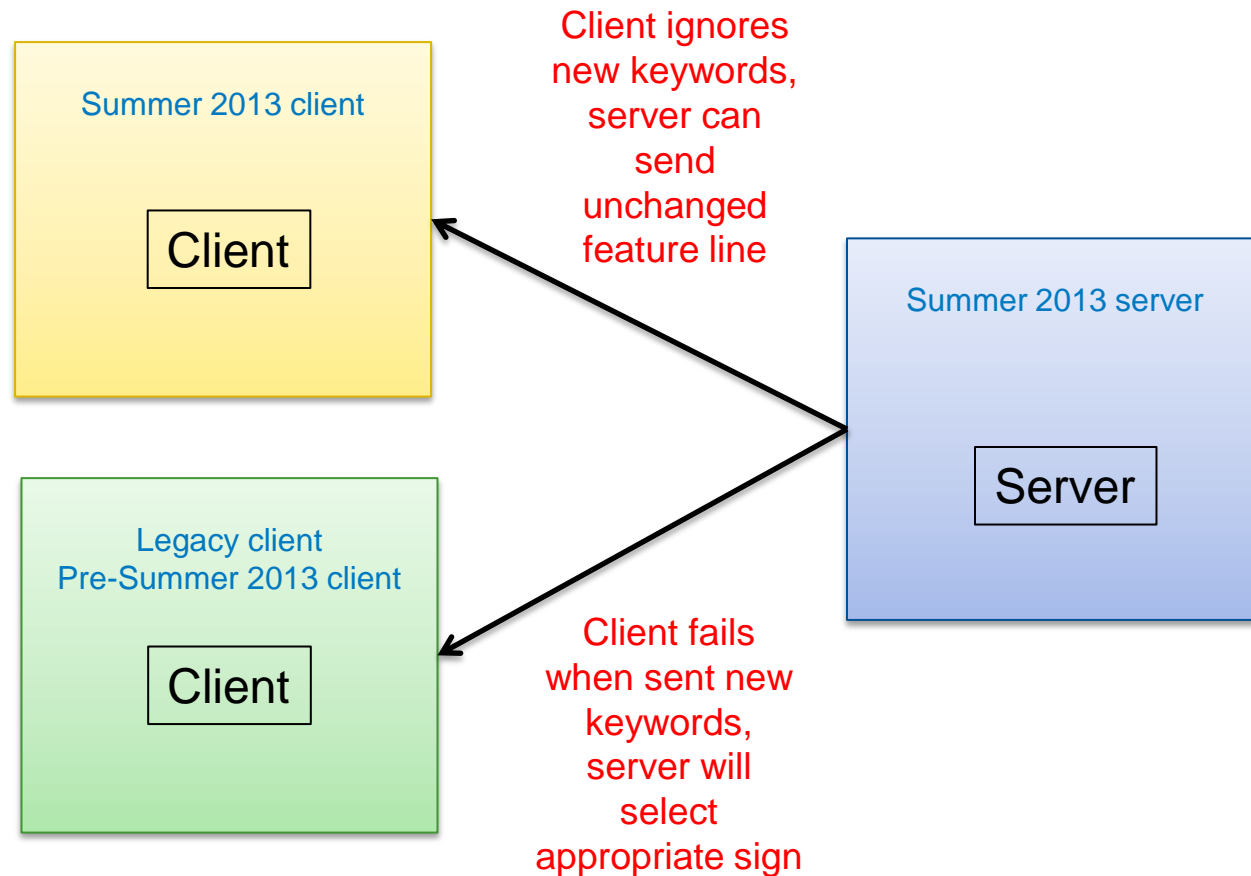 Client ignores
new keywords,
server can
send
unchanged
feature line
Summer 2013 client
Client
Summer 2013 server
Server
Legacy client
Pre-Summer 2013 client
Client
Client fails
when sent new
keywords,
server will
select
appropriate sign